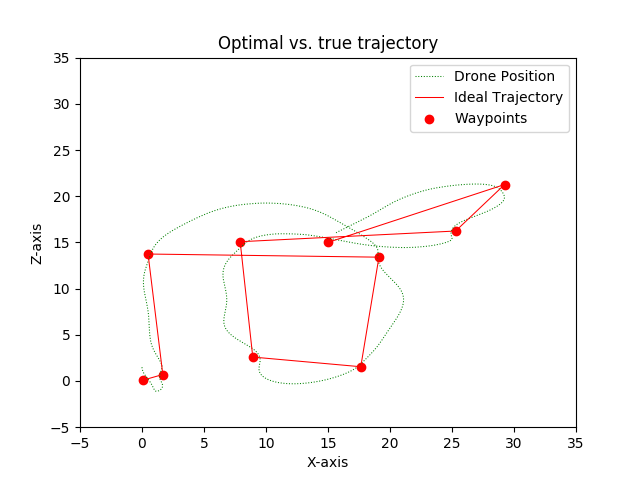 Optimal vs. true trajectory
Drone Position
Ideal Trajectory
Waypoints
Z-axis
35
30
25
20
15
10
5
0
−5
−5 0 5 10 15 20 25 30 35
X-axis